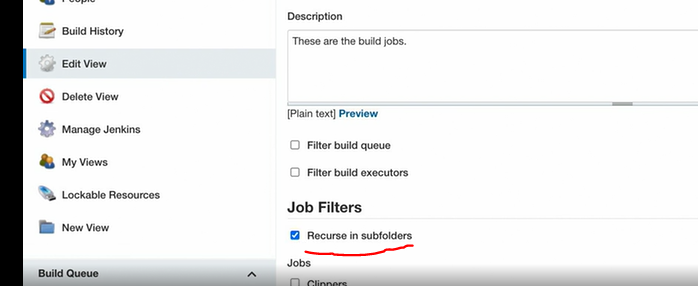 People
Build History
Edit View
Delete View
Manage Jenkins
My Views
Lockable Resources
New View
Build Queue
Description
These are the build jobs.
[Plain text] Preview
Filter build queue
Filter build executors
Job Filters
Recurse in subfolders
Jobs
Clippers